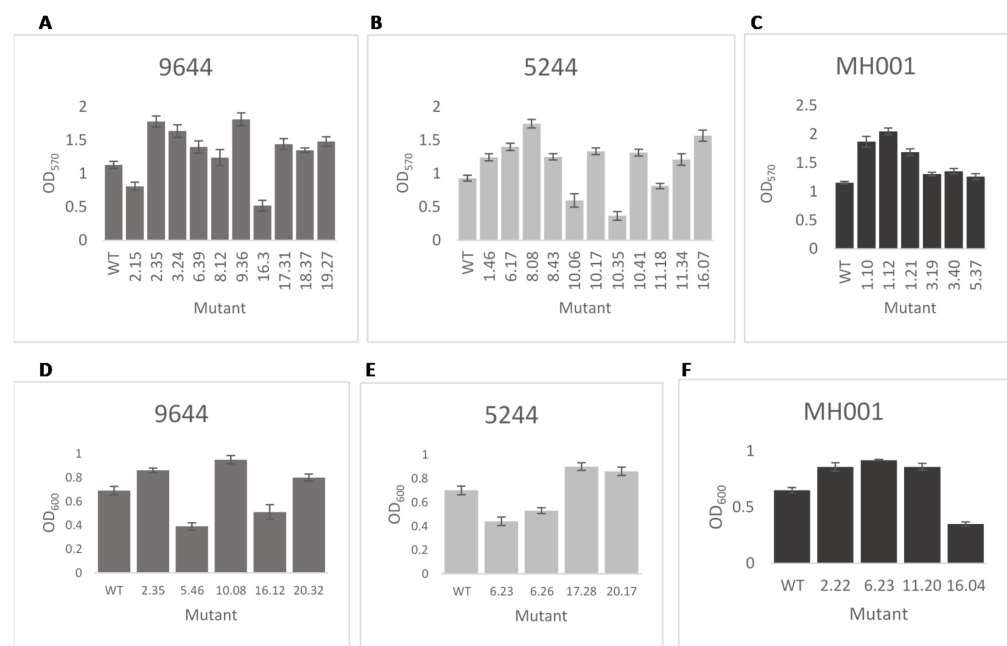 A
9644
OD570
2
1.5
1
0.5
0
WT 2.15 2.35 3.24 6.39 8.12 9.36 16.3 17.31 18.37 19.27
Mutant
B
5244
OD570
2
1.5
1
0.5
0
WT 1.46 6.17 8.08 8.43 10.06 10.17 10.35 10.41 11.18 11.34 16.07
Mutant
C
MH001
OD570
2.5
2
1.5
1
0.5
0
WT 1.10 1.12 1.21 3.19 3.40 5.37
Mutant
D
9644
OD600
1
0.8
0.6
0.4
0.2
0
WT 2.35 5.46 10.08 16.12 20.32
Mutant
E
5244
OD600
1
0.8
0.6
0.4
0.2
0
WT 6.23 6.26 17.28 20.17
Mutant
F
MH001
OD600
1
0.5
0
WT 2.22 6.23 11.20 16.04
Mutant